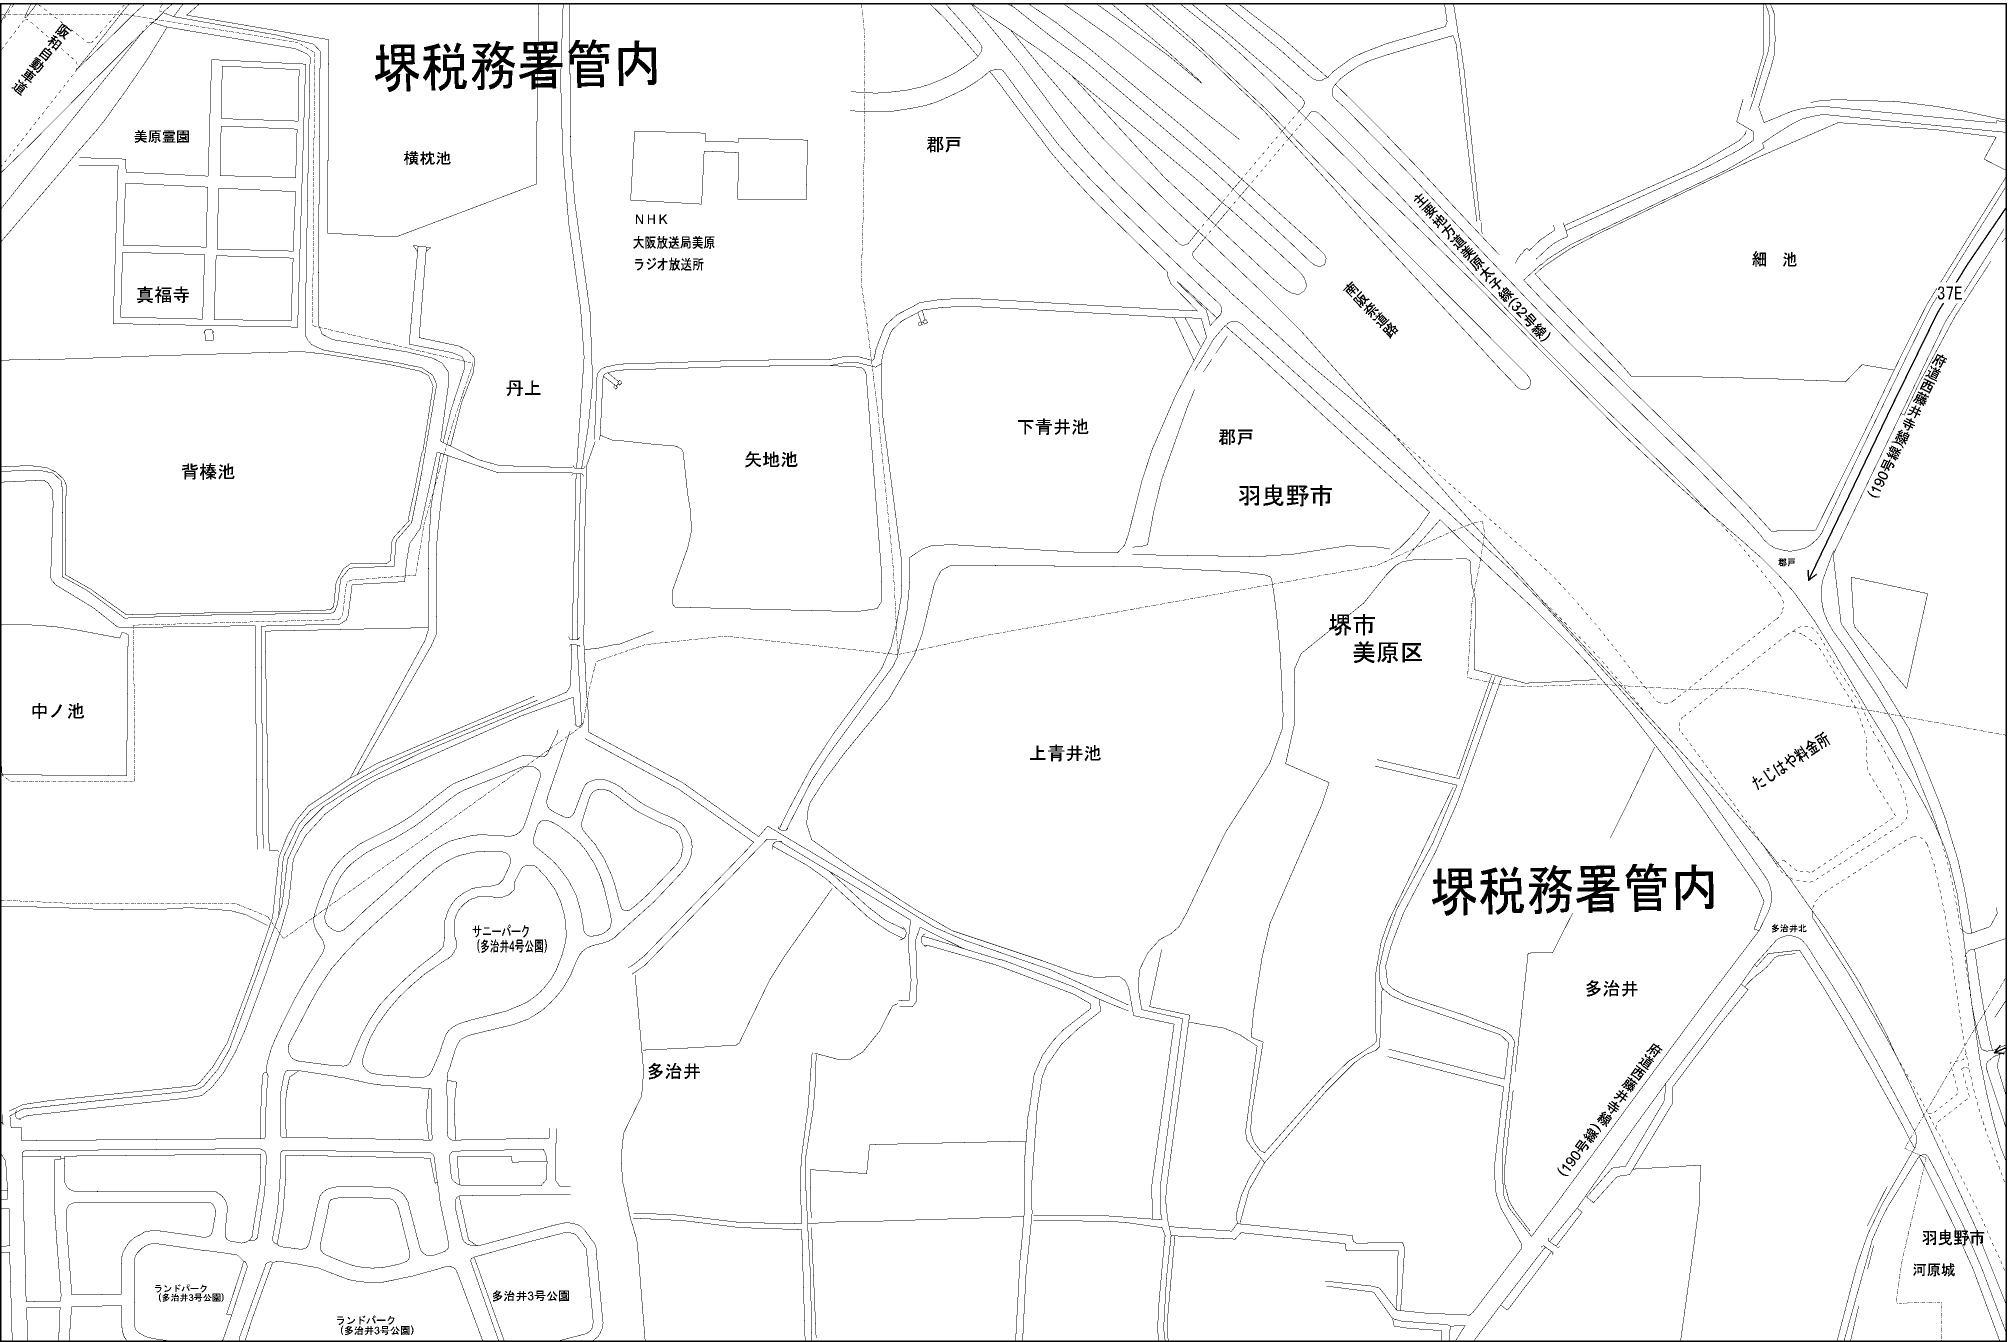 阪和自動車道
堺税務署管内
美原霊園
横枕池
郡戸
NHK
大阪放送局美原
ラジオ放送所
主要地方道美原太子線(32号線)
細 池
37E
真福寺
南阪奈道路
府道西藤井寺線(190号線)
丹上
下青井池
郡戸
矢地池
背榛池
羽曳野市
郡戸
堺市
美原区
中ノ池
上青井池
たじはや料金所
堺税務署管内
サニーパーク
(多治井4号公園)
多治井北
多治井
多治井
府道西藤井寺線(190号線)
羽曳野市
河原城
ランドパーク
(多治井3号公園)
多治井3号公園
ランドパーク
(多治井3号公園)